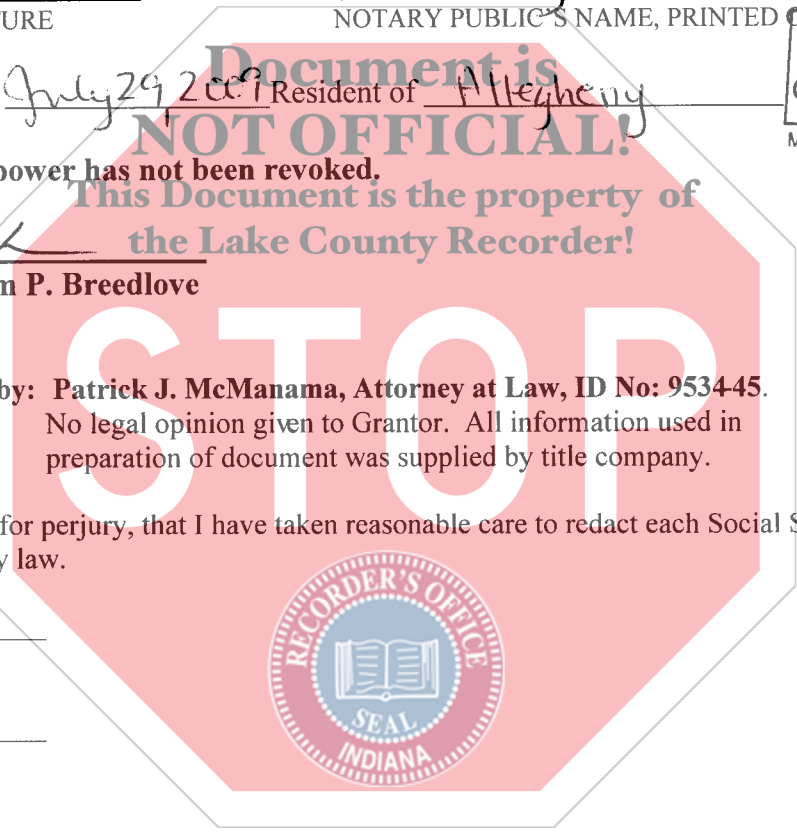 TURE NOTARY PUBLIC'S NAME, PRINTED
Document is
July 29, 2009 Resident of Allegheny
NOT OFFICIAL!
power has not been revoked.
This Document is the property of
the Lake County Recorder!
P. Breedlove
STOP
by: Patrick J. McManama, Attorney at Law, ID No: 9534-45.
No legal opinion given to Grantor. All information used in
preparation of document was supplied by title company.
for perjury, that I have taken reasonable care to redact each Social S
law.
RECORDER'S OFFICE
SEAL
INDIANA